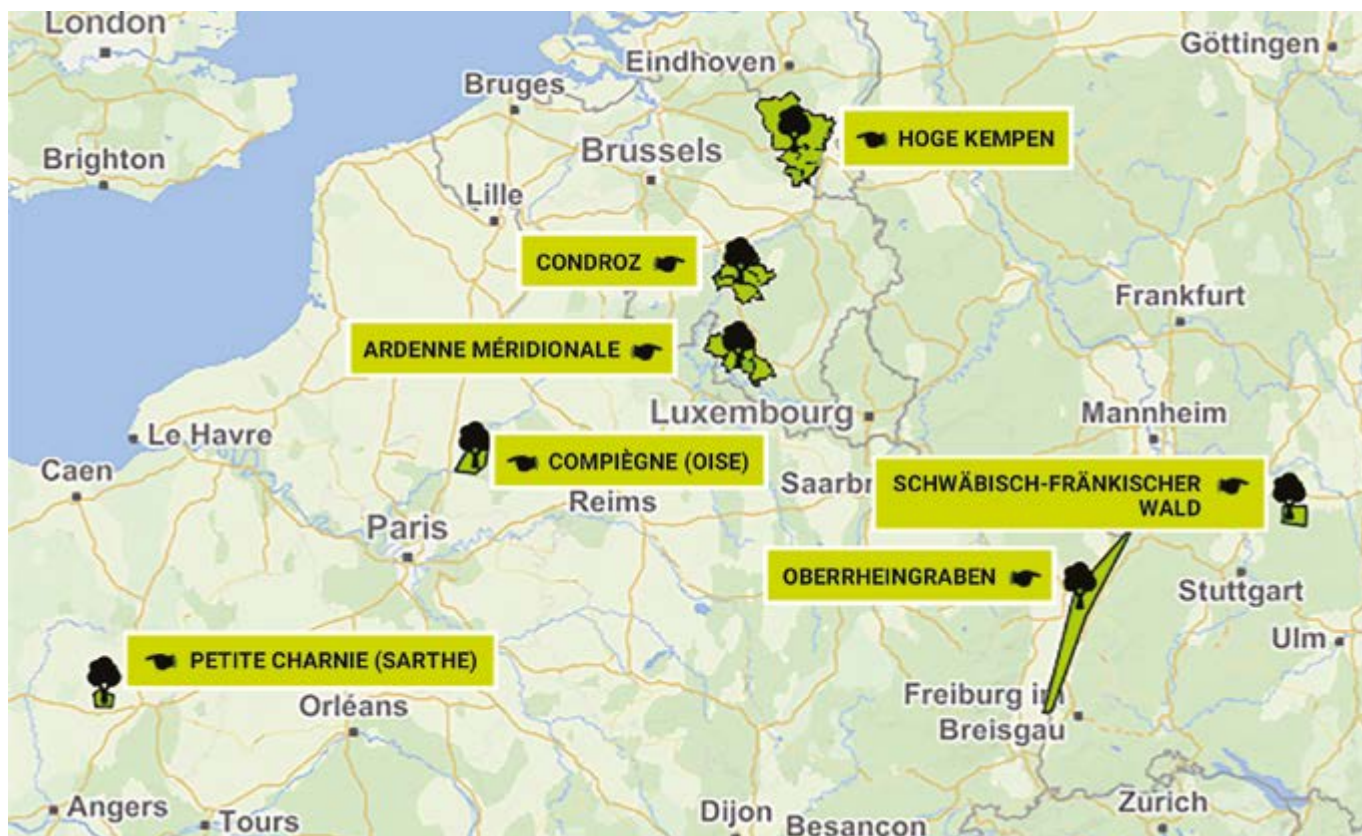 London
Göttingen
Eindhoven
Bruges
HOGE KEMPEN
Brighton
Brussels
Lille
CONDROZ
Frankfurt
ARDENNE MÉRIDIONALE
Luxembourg
Mannheim
Le Havre
COMPIÈGNE (OISE)
Caen
Saarbr
SCHWÄBISCH-FRÄNKISCHER
WALD
Reims
Paris
OBERRHEINGRABEN
Stuttgart
Ulm
PETITE CHARNIE (SARTHE)
Orléans
Freiburg im
Breisgau
Angers
Tours
Dijon
Besancon
Zurich